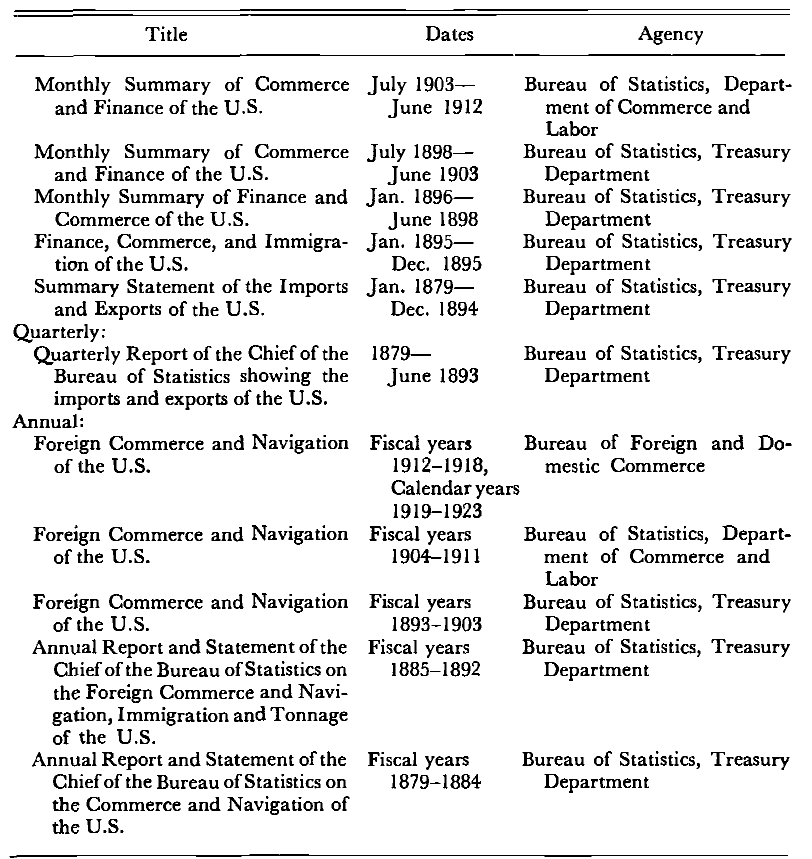 Title Dates Agency
Monthly Summary of Commerce July 1903— Bureau of Statistics, Depart-
and Finance of the U.S. June 1912 ment of Commerce and
Labor
Monthly Summary of Commerce July 1898— Bureau of Statistics, Treasury
and Finance of the U.S. June 1903 Department
Monthly Summary of Finance and Jan. 1896— Bureau of Statistics, Treasury
Commerce of the U.S. June 1898 Department
Finance, Commerce, and Immigra- Jan. 1895— Bureau of Statistics, Treasury
tion of the U.S. Dec. 1895 Department
Summary Statement of the Imports Jan. 1879— Bureau of Statistics, Treasury
and Exports of the U.S. Dec. 1894 Department
Quarterly:
Quarterly Report of the Chief of the 1879— Bureau of Statistics, Treasury
Bureau of Statistics showing the June 1893 Department
imports and exports of the U.S.
Annual:
Foreign Commerce and Navigation Fiscal years Bureau of Foreign and Do-
of the U.S. 1912–1918, mestic Commerce
Calendar years
1919–1923
Foreign Commerce and Navigation Fiscal years Bureau of Statistics, Depart-
of the U.S. 1904–1911 ment of Commerce and
Labor
Foreign Commerce and Navigation Fiscal years Bureau of Statistics, Treasury
of the U.S. 1893–1903 Department
Annual Report and Statement of the Fiscal years Bureau of Statistics, Treasury
Chief of the Bureau of Statistics on 1885–1892 Department
the Foreign Commerce and Navi-
gation, Immigration and Tonnage
of the U.S.
Annual Report and Statement of the Fiscal years Bureau of Statistics, Treasury
Chief of the Bureau of Statistics on 1879–1884 Department
the Commerce and Navigation of
the U.S.